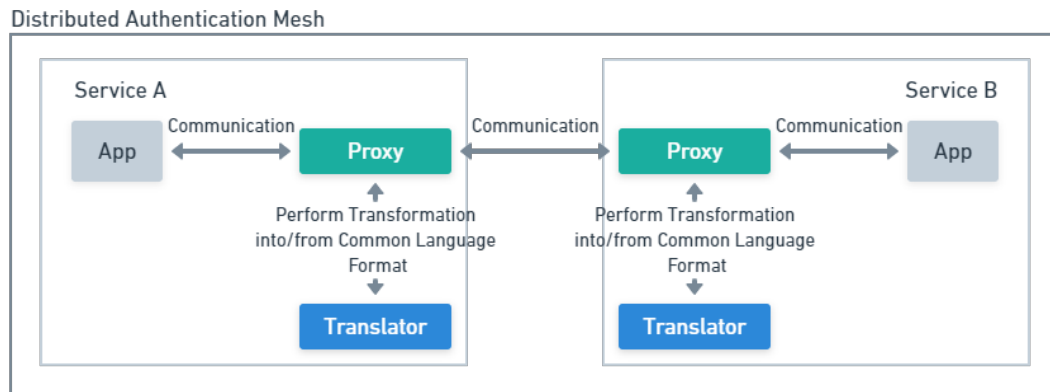 Distributed Authentication Mesh
Service A
Service B
Communication
Communication
Communication
App
Proxy
Proxy
App
Perform Transformation
into/from Common Language
Format
Perform Transformation
into/from Common Language
Format
Translator
Translator